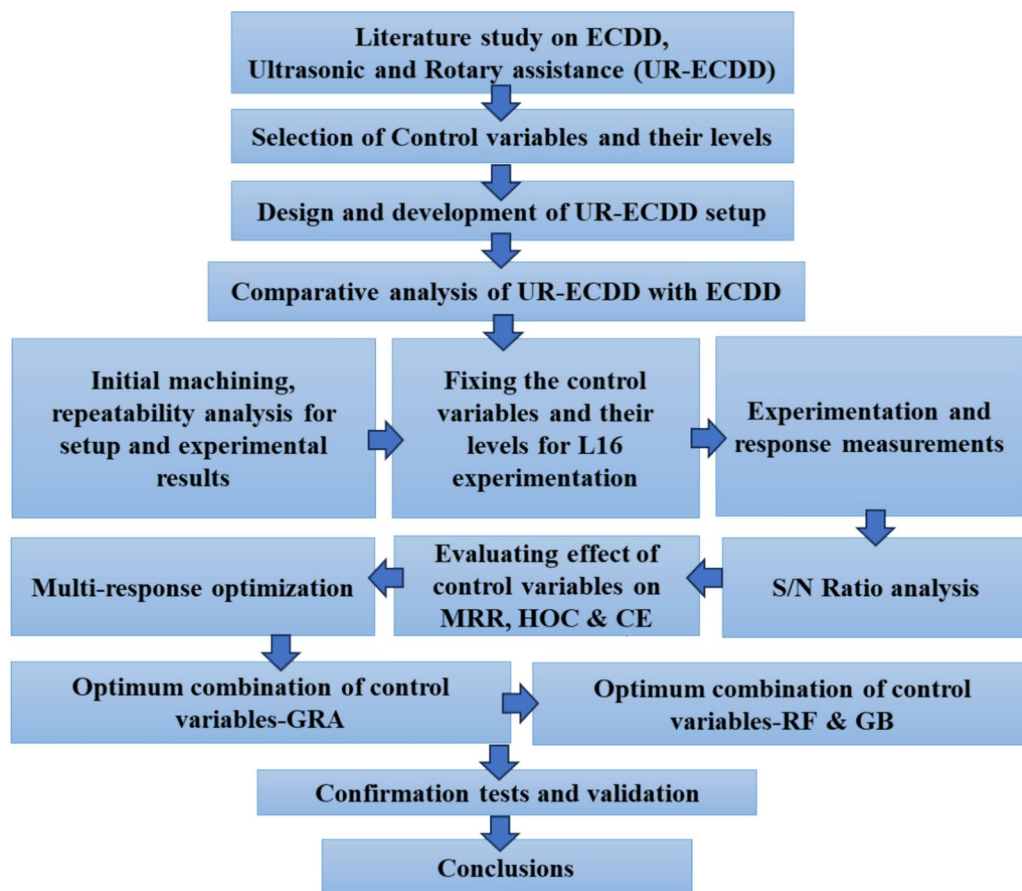 Literature study on ECDD,
Ultrasonic and Rotary assistance (UR-ECDD)
Selection of Control variables and their levels
Design and development of UR-ECDD setup
Comparative analysis of UR-ECDD with ECDD
Initial machining,
repeatability analysis for
setup and experimental
results
Fixing the control
variables and their
levels for L16
experimentation
Experimentation and
response measurements
S/N Ratio analysis
Evaluating effect of
control variables on
MRR, HOC & CE
Multi-response optimization
Optimum combination of control
variables-GRA
Optimum combination of control
variables-RF & GB
Confirmation tests and validation
Conclusions